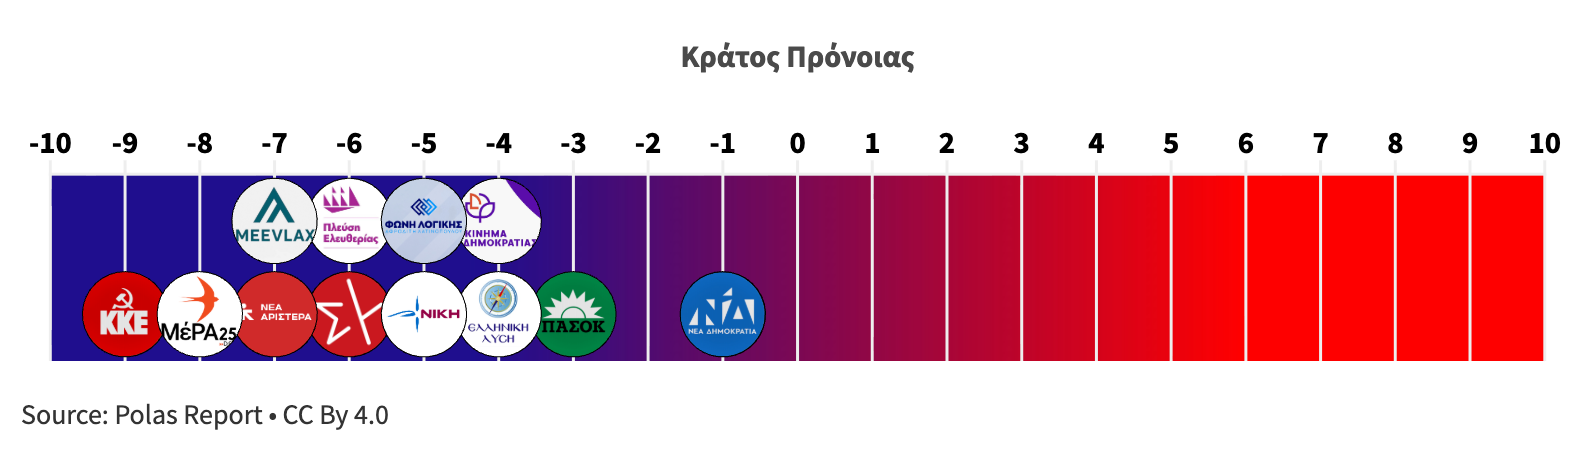 Κράτος Πρόνοιας
-10 -9 -8 -7 -6 -5 -4 -3 -2 -1 0 1 2 3 4 5 6 7 8 9 10
MEEVLAX
Πλεύση
Ελευθερίας
ΦΩΝΗ ΛΟΓΙΚΗΣ
ΚΙΝΗΜΑ
ΔΗΜΟΚΡΑΤΙΑΣ
ΚΚΕ
ΜέΡΑ25
ΝΕΑ
ΑΡΙΣΤΕΡΑ
ΝΙΚΗ
ΕΛΛΗΝΙΚΗ
ΛΥΣΗ
ΠΑΣΟΚ
ΝΔ
ΝΕΑ ΔΗΜΟΚΡΑΤΙΑ
Source: Polas Report • CC By 4.0